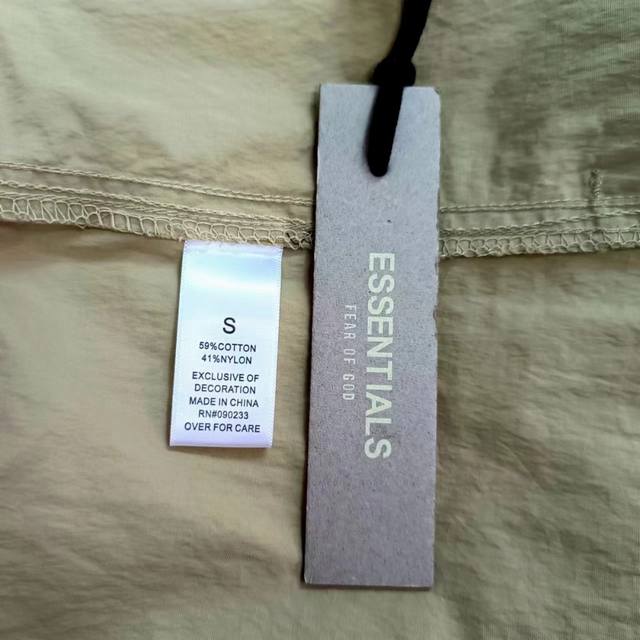 S
59%COTTON
41%NYLON
EXCLUSIVE OF
DECORATION
MADE IN CHINA
RN#090233
OVER FOR CARE
ESSENTIALS
FEAR OF GOD